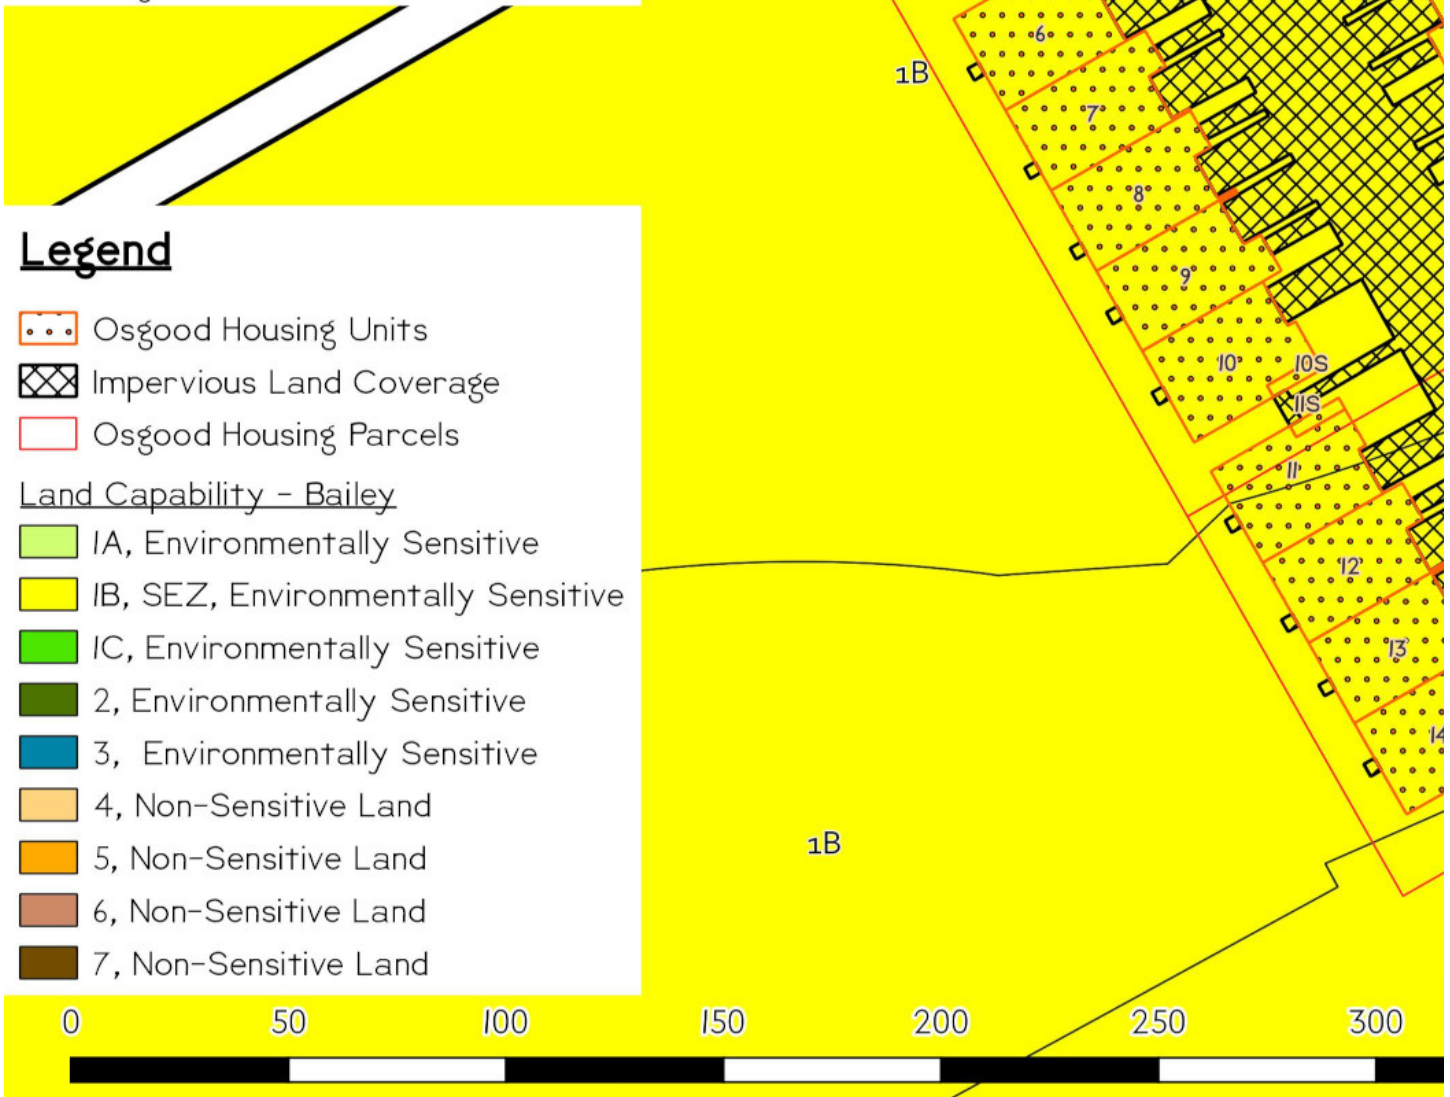 6
1B
7
8
9
10
10S
11S
11
12
13
14
1B
Legend
Osgood Housing Units
Impervious Land Coverage
Osgood Housing Parcels
Land Capability - Bailey
1A, Environmentally Sensitive
1B, SEZ, Environmentally Sensitive
1C, Environmentally Sensitive
2, Environmentally Sensitive
3, Environmentally Sensitive
4, Non-Sensitive Land
5, Non-Sensitive Land
6, Non-Sensitive Land
7, Non-Sensitive Land
0 50 100 150 200 250 300